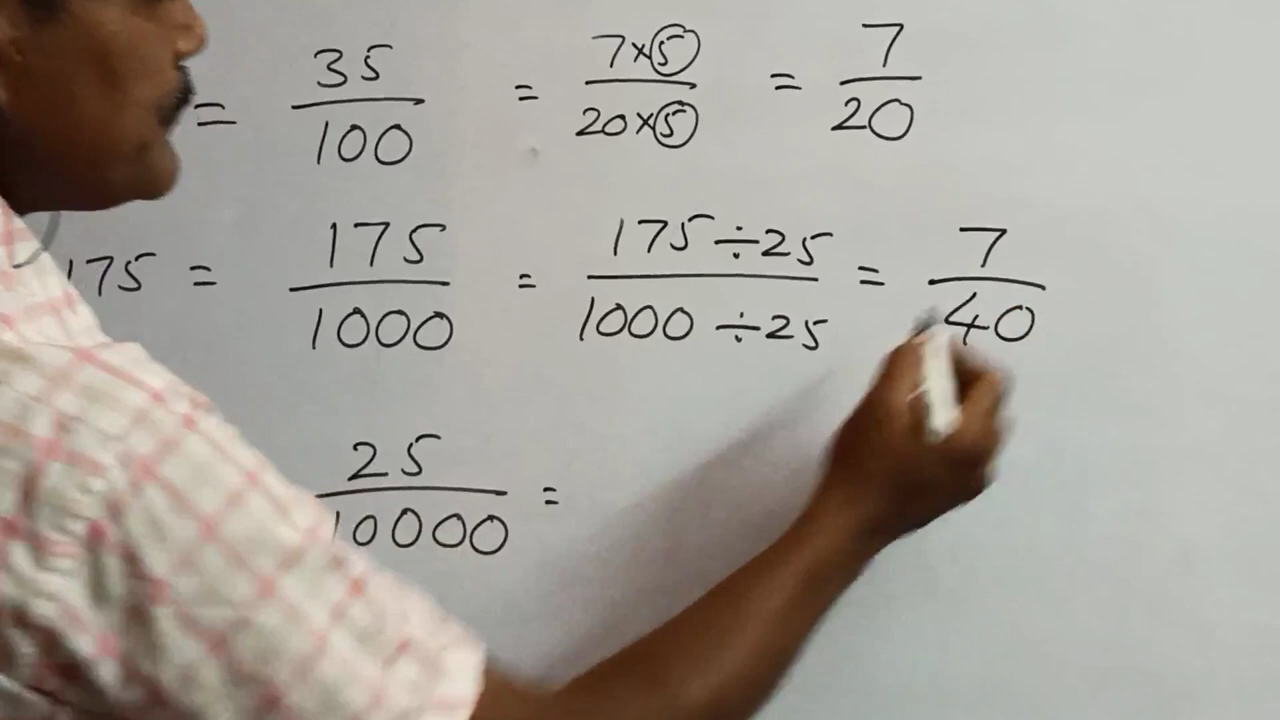 = 35/100 = 7×5/20×5 = 7/20
175 = 175/1000 = 175÷25/1000÷25 = 7/40
25/10000 =